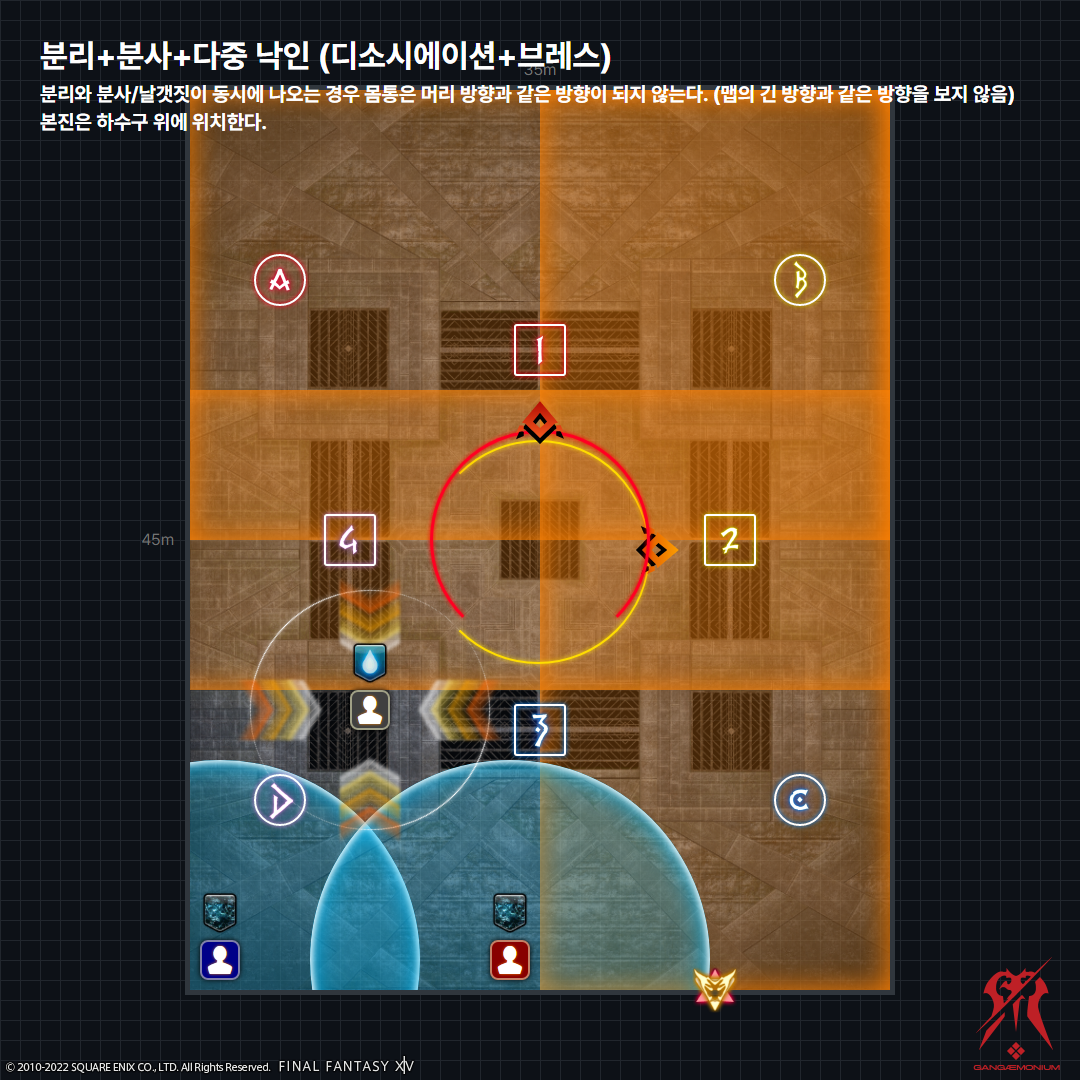 분리+분사+다중 낙인 (디소시에이션+브레스)
35m
분리와 분사/날갯짓이 동시에 나오는 경우 몸통은 머리 방향과 같은 방향이 되지 않는다. (맵의 긴 방향과 같은 방향을 보지 않음)
본진은 하수구 위에 위치한다.
A
B
1
45m
4
2
3
D
C
GANGÆMONIUM
© 2010-2022 SQUARE ENIX CO., LTD. All Rights Reserved. FINAL FANTASY XIV